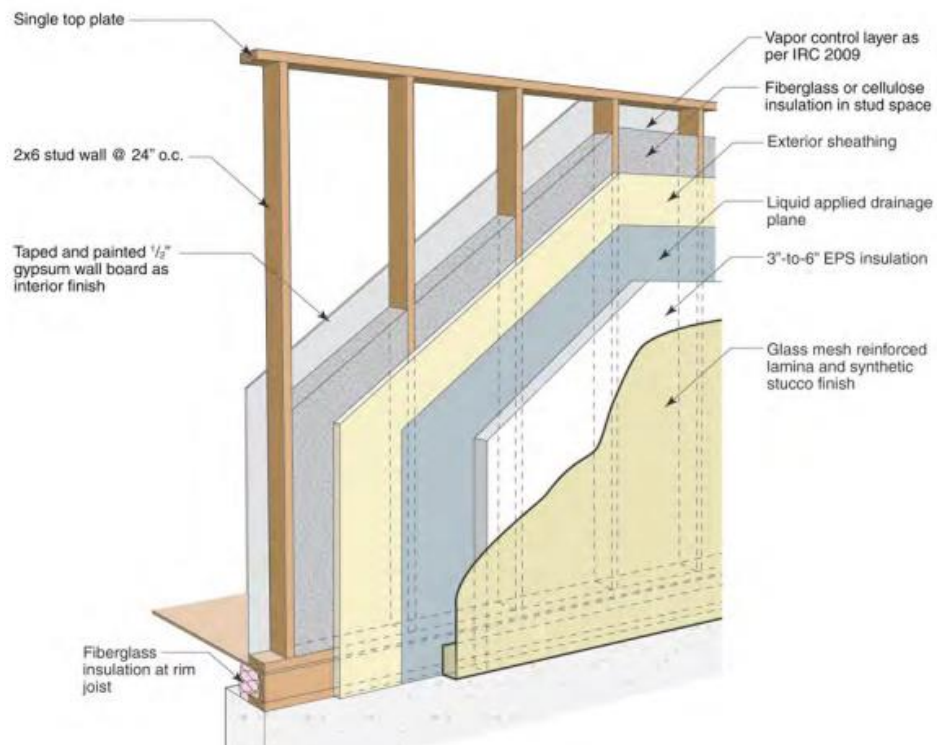 Single top plate
2x6 stud wall @ 24" o.c.
Taped and painted 1/2"
gypsum wall board as
interior finish
Fiberglass
insulation at rim
joist
Vapor control layer as
per IRC 2009
Fiberglass or cellulose
insulation in stud space
Exterior sheathing
Liquid applied drainage
plane
3"-to-6" EPS insulation
Glass mesh reinforced
lamina and synthetic
stucco finish